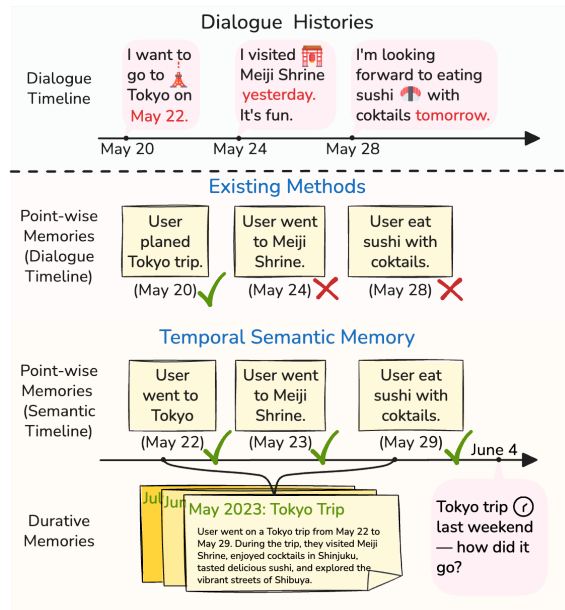 Dialogue Histories
Dialogue
Timeline
I want to
go to
Tokyo on
May 22.
I visited
Meiji Shrine
yesterday.
It's fun.
I'm looking
forward to eating
sushi with
coktails tomorrow.
May 20
May 24
May 28
Existing Methods
Point-wise
Memories
(Dialogue
Timeline)
User
planed
Tokyo trip.
(May 20)
User went
to Meiji
Shrine.
(May 24)
User eat
sushi with
coktails.
(May 28)
Temporal Semantic Memory
Point-wise
Memories
(Semantic
Timeline)
User
went to
Tokyo
(May 22)
User went
to Meiji
Shrine.
(May 23)
User eat
sushi with
coktails.
(May 29)
June 4
Durative
Memories
Jul
Jun
May 2023: Tokyo Trip
User went on a Tokyo trip from May 22 to
May 29. During the trip, they visited Meiji
Shrine, enjoyed cocktails in Shinjuku,
tasted delicious sushi, and explored the
vibrant streets of Shibuya.
Tokyo trip
last weekend
— how did it
go?